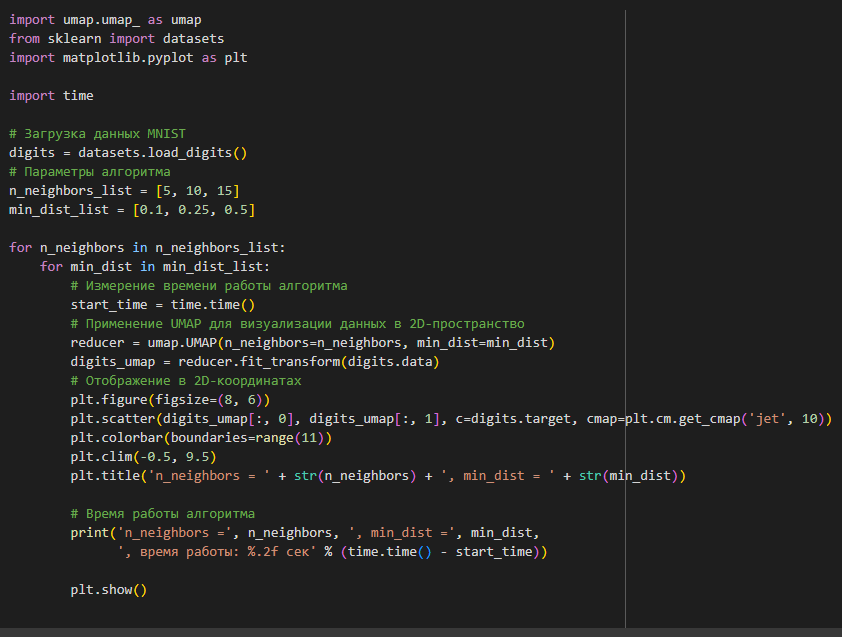 import umap.umap_ as umap
from sklearn import datasets
import matplotlib.pyplot as plt
import time
# Загрузка данных MNIST
digits = datasets.load_digits()
# Параметры алгоритма
n_neighbors_list = [5, 10, 15]
min_dist_list = [0.1, 0.25, 0.5]
for n_neighbors in n_neighbors_list:
    for min_dist in min_dist_list:
        # Измерение времени работы алгоритма
        start_time = time.time()
        # Применение UMAP для визуализации данных в 2D-пространство
        reducer = umap.UMAP(n_neighbors=n_neighbors, min_dist=min_dist)
        digits_umap = reducer.fit_transform(digits.data)
        # Отображение в 2D-координатах
        plt.figure(figsize=(8, 6))
        plt.scatter(digits_umap[:, 0], digits_umap[:, 1], c=digits.target, cmap=plt.cm.get_cmap('jet', 10))
        plt.colorbar(boundaries=range(11))
        plt.clim(-0.5, 9.5)
        plt.title('n_neighbors = ' + str(n_neighbors) + ', min_dist = ' + str(min_dist))
        # Время работы алгоритма
        print('n_neighbors =', n_neighbors, ', min_dist =', min_dist,
              ', время работы: %.2f сек' % (time.time() - start_time))
        plt.show()